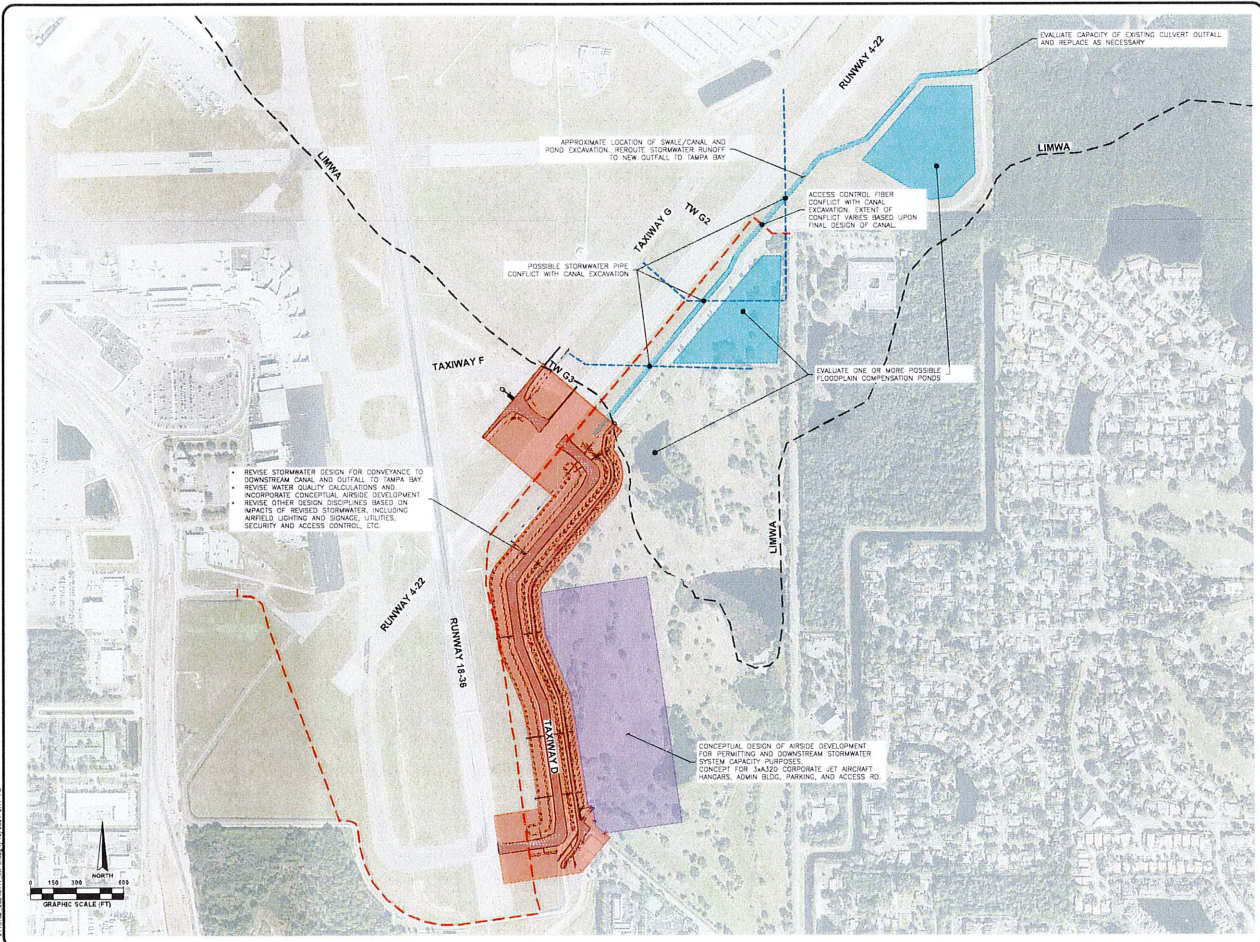 EVALUATE CAPACITY OF EXISTING CULVERT OUTFALL
AND REPLACE AS NECESSARY
RUNWAY 4-22
APPROXIMATE LOCATION OF SWALE/CANAL AND
POND EXCAVATION. REROUTE STORMWATER RUNOFF
TO NEW OUTFALL TO TAMPA BAY
LIMWA
LIMWA
ACCESS CONTROL FIBER
CONFLICT WITH CANAL
EXCAVATION. EXTENT OF
CONFLICT VARIES BASED UPON
FINAL DESIGN OF CANAL.
TW G2
TAXIWAY G
POSSIBLE STORMWATER PIPE
CONFLICT WITH CANAL EXCAVATION
TAXIWAY F
TW G3
EVALUATE ONE OR MORE POSSIBLE
FLOODPLAIN COMPENSATION PONDS
• REVISE STORMWATER DESIGN FOR CONVEYANCE TO
DOWNSTREAM CANAL AND OUTFALL TO TAMPA BAY.
• REVISE WATER QUALITY CALCULATIONS AND
INCORPORATE CONCEPTUAL AIRSIDE DEVELOPMENT
• REVISE OTHER DESIGN DISCIPLINES BASED ON
IMPACTS OF REVISED STORMWATER, INCLUDING
AIRFIELD LIGHTING AND SIGNAGE, UTILITIES,
SECURITY AND ACCESS CONTROL, ETC.
LIMWA
RUNWAY 4-22
RUNWAY 18-36
TAXIWAY D
CONCEPTUAL DESIGN OF AIRSIDE DEVELOPMENT
FOR PERMITTING AND DOWNSTREAM STORMWATER
SYSTEM CAPACITY PURPOSES.
CONCEPT FOR 3xA320 CORPORATE JET AIRCRAFT
HANGARS, ADMIN BLDG, PARKING, AND ACCESS RD.
NORTH
0 150 300 600
GRAPHIC SCALE (FT)